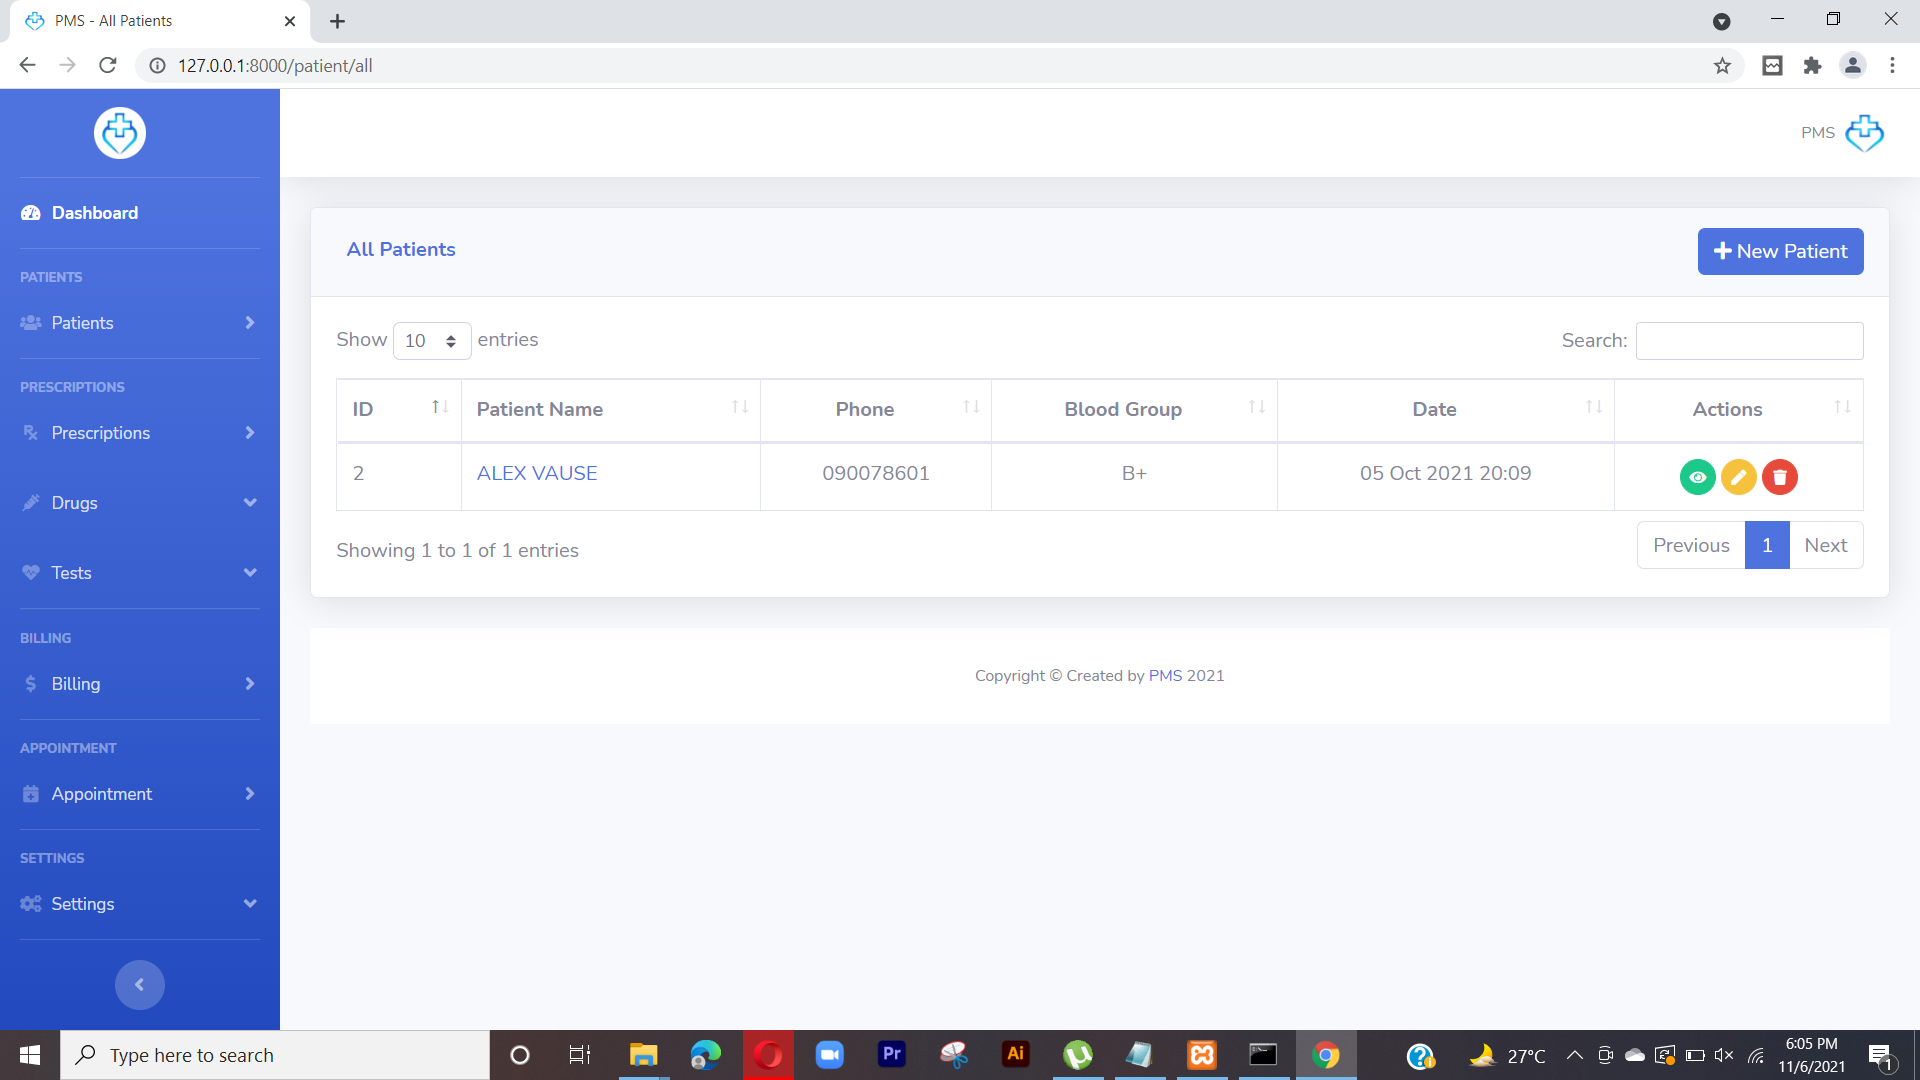 PMS - All Patients
127.0.0.1:8000/patient/all
PMS
Dashboard
PATIENTS
Patients
PRESCRIPTIONS
Prescriptions
Drugs
Tests
BILLING
Billing
APPOINTMENT
Appointment
SETTINGS
Settings
All Patients
New Patient
Show 10 entries
Search:
ID Patient Name Phone Blood Group Date Actions
2 ALEX VAUSE 090078601 B+ 05 Oct 2021 20:09
Showing 1 to 1 of 1 entries
Previous 1 Next
Copyright © Created by PMS 2021
Type here to search
Pr
Ai
27°C
6:05 PM
11/6/2021
1